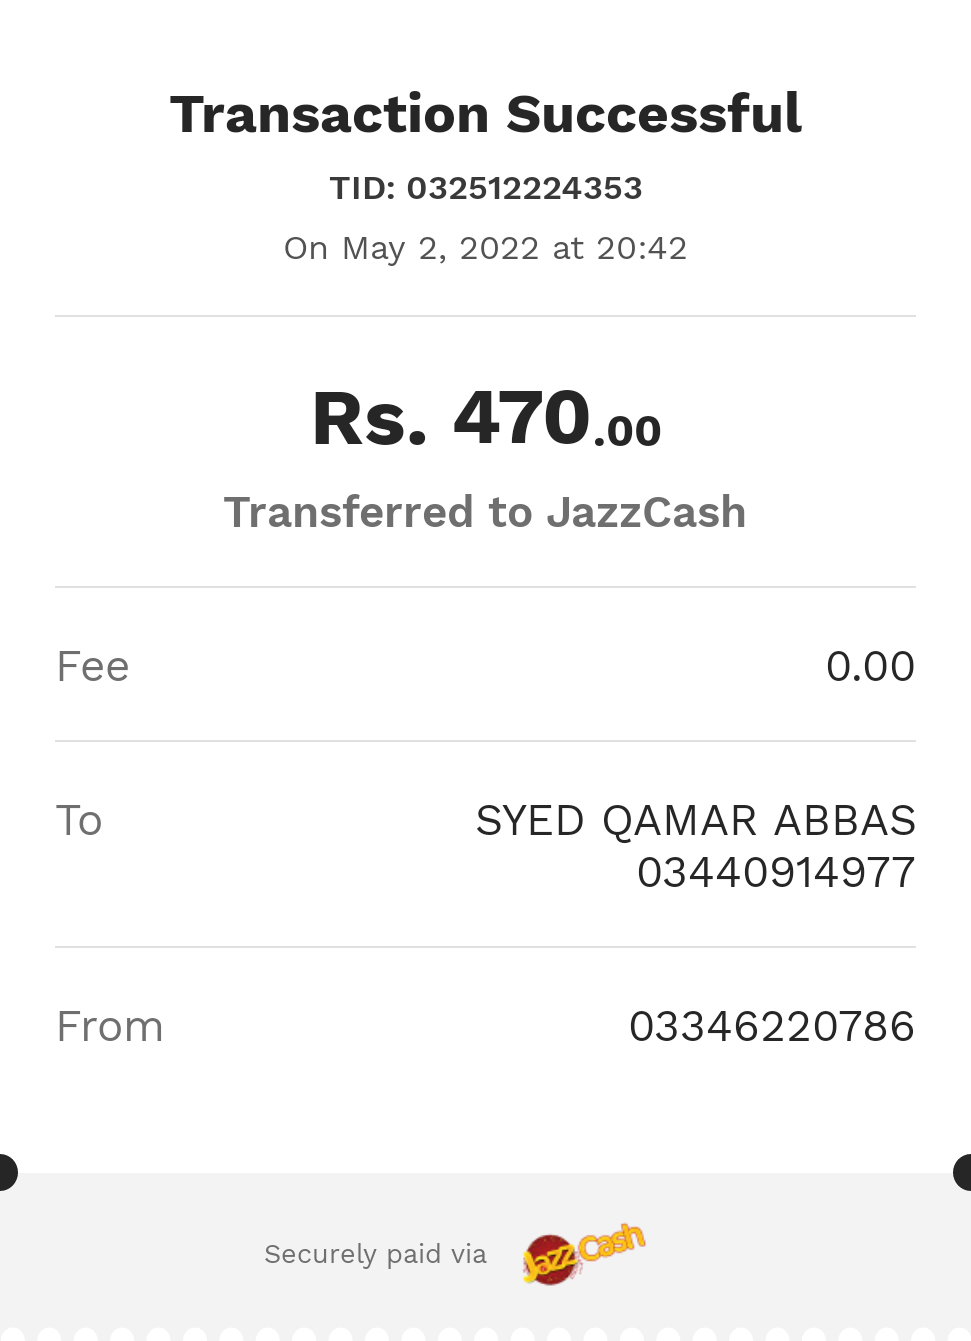 Transaction Successful
TID: 032512224353
On May 2, 2022 at 20:42
Rs. 470.00
Transferred to JazzCash
Fee 0.00
To SYED QAMAR ABBAS
03440914977
From 03346220786
Securely paid via JazzCash